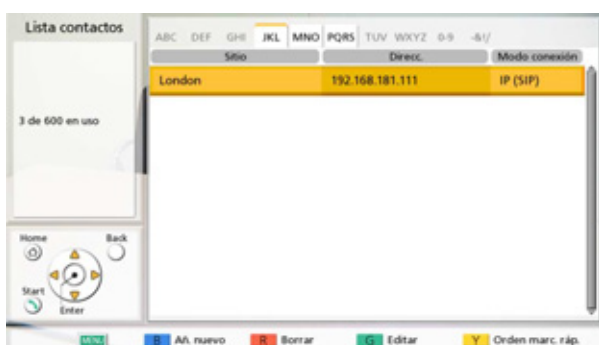 Lista contactos
ABC DEF GHI JKL MNO PQRS TUV WXYZ 0-9 -&!/
Sitio Direcc. Modo conexión
London 192.168.181.111 IP (SIP)
3 de 600 en uso
Home Back
Start
Enter
MENU B Añ. nuevo R Borrar G Editar Y Orden marc. ráp.